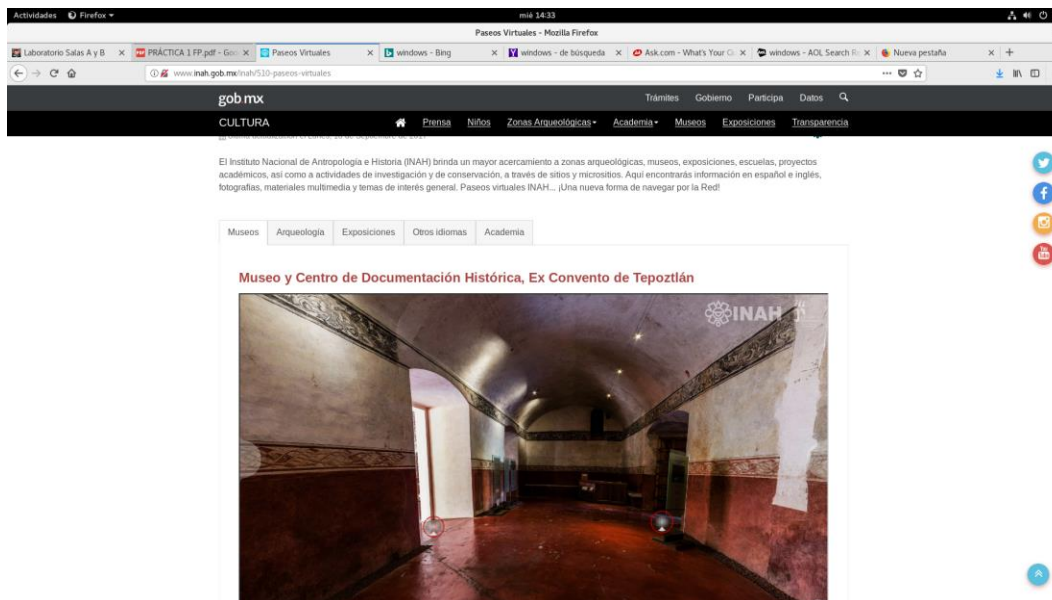 Actividades Firefox mié 14:33
Paseos Virtuales - Mozilla Firefox
Laboratorio Salas A y B PRÁCTICA 1 FP.pdf - Goo Paseos Virtuales windows - Bing windows - de búsqueda Ask.com - What's Your windows - AOL Search Nueva pestaña
www.inah.gob.mx/inah/510-paseos-virtuales
gob mx Trámites Gobierno Participa Datos
CULTURA Prensa Niños Zonas Arqueológicas Academia Museos Exposiciones Transparencia
El Instituto Nacional de Antropología e Historia (INAH) brinda un mayor acercamiento a zonas arqueológicas, museos, exposiciones, escuelas, proyectos
académicos, así como a actividades de investigación y de conservación, a través de sitios y micrositios. Aquí encontrarás información en español e inglés,
fotografías, materiales multimedia y temas de interés general. Paseos virtuales INAH... ¡Una nueva forma de navegar por la Red!
Museos Arqueología Exposiciones Otros idiomas Academia
Museo y Centro de Documentación Histórica, Ex Convento de Tepoztlán
INAH
You